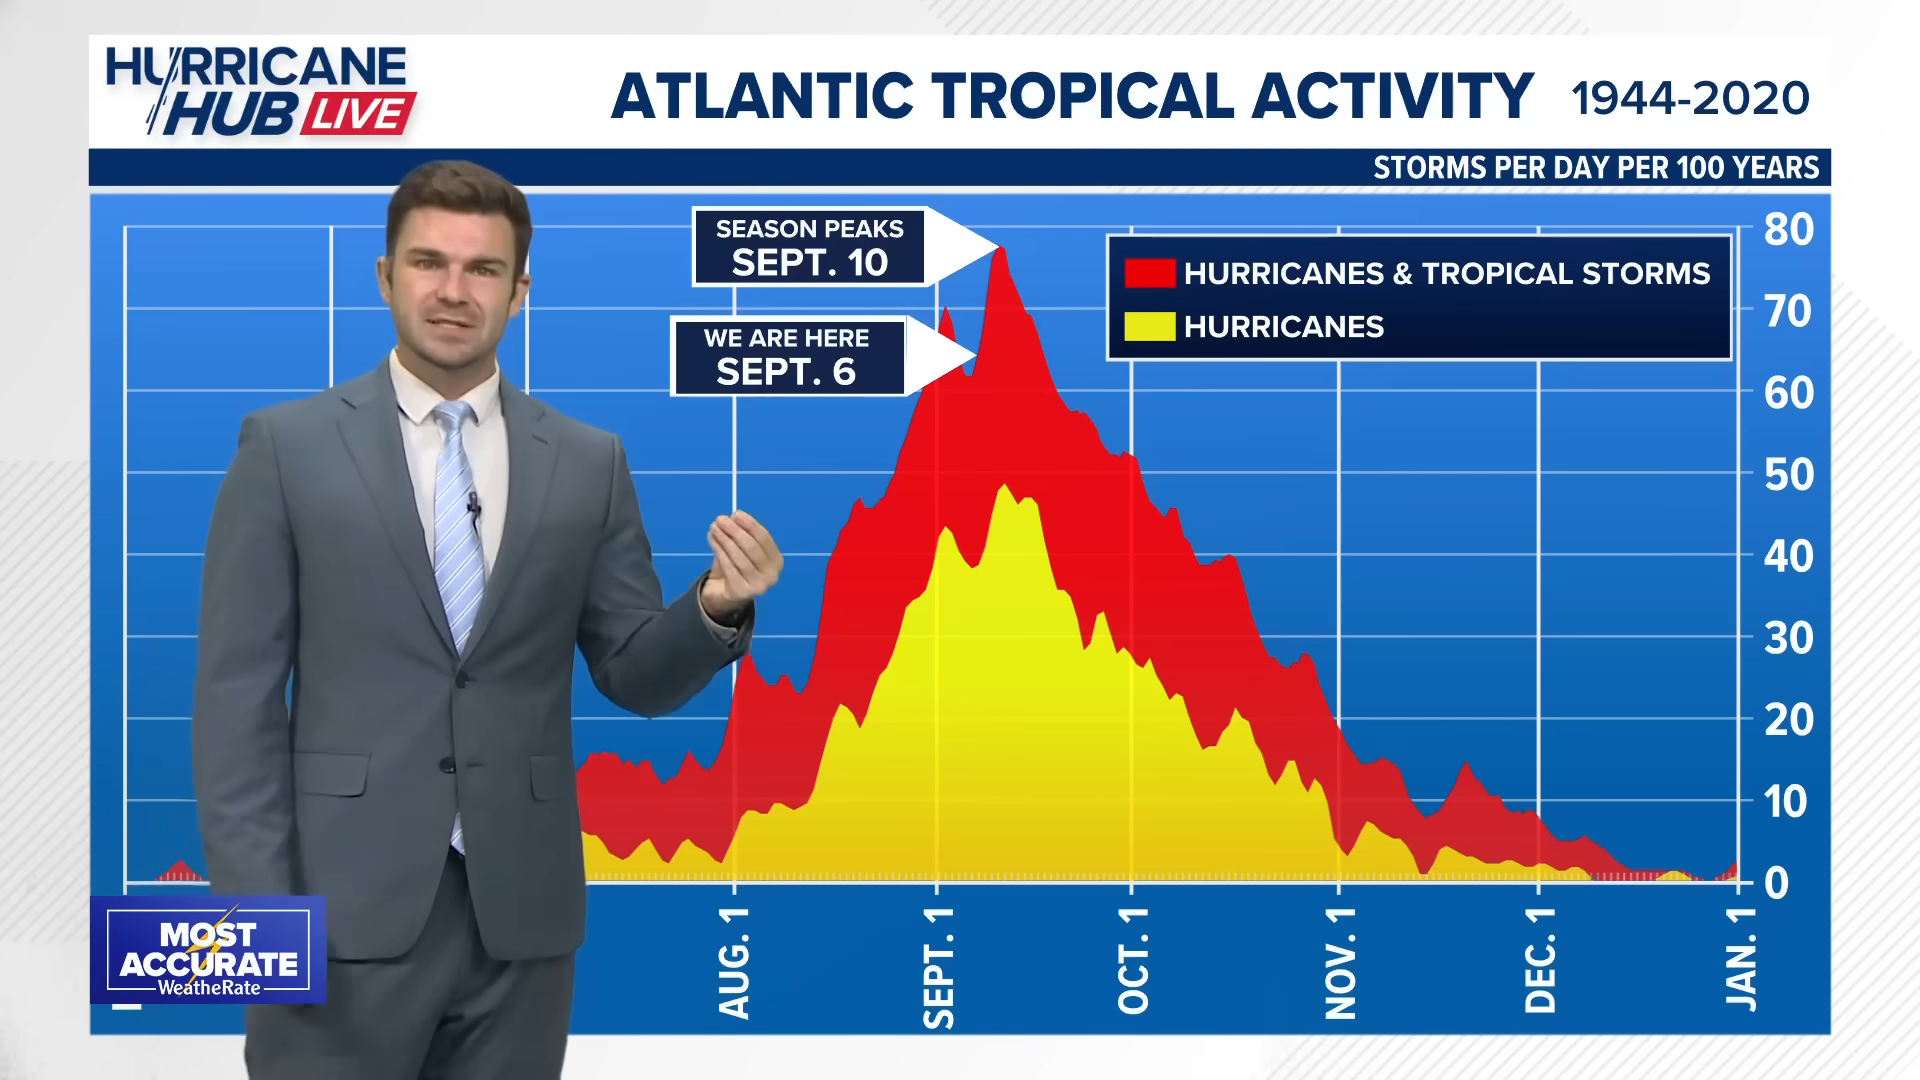 HURRICANE
HUB LIVE
ATLANTIC TROPICAL ACTIVITY 1944-2020
STORMS PER DAY PER 100 YEARS
SEASON PEAKS
SEPT. 10
WE ARE HERE
SEPT. 6
HURRICANES & TROPICAL STORMS
HURRICANES
80
70
60
50
40
30
20
10
0
AUG. 1
SEPT. 1
OCT. 1
NOV. 1
DEC. 1
JAN. 1
MOST
ACCURATE
WeatheRate